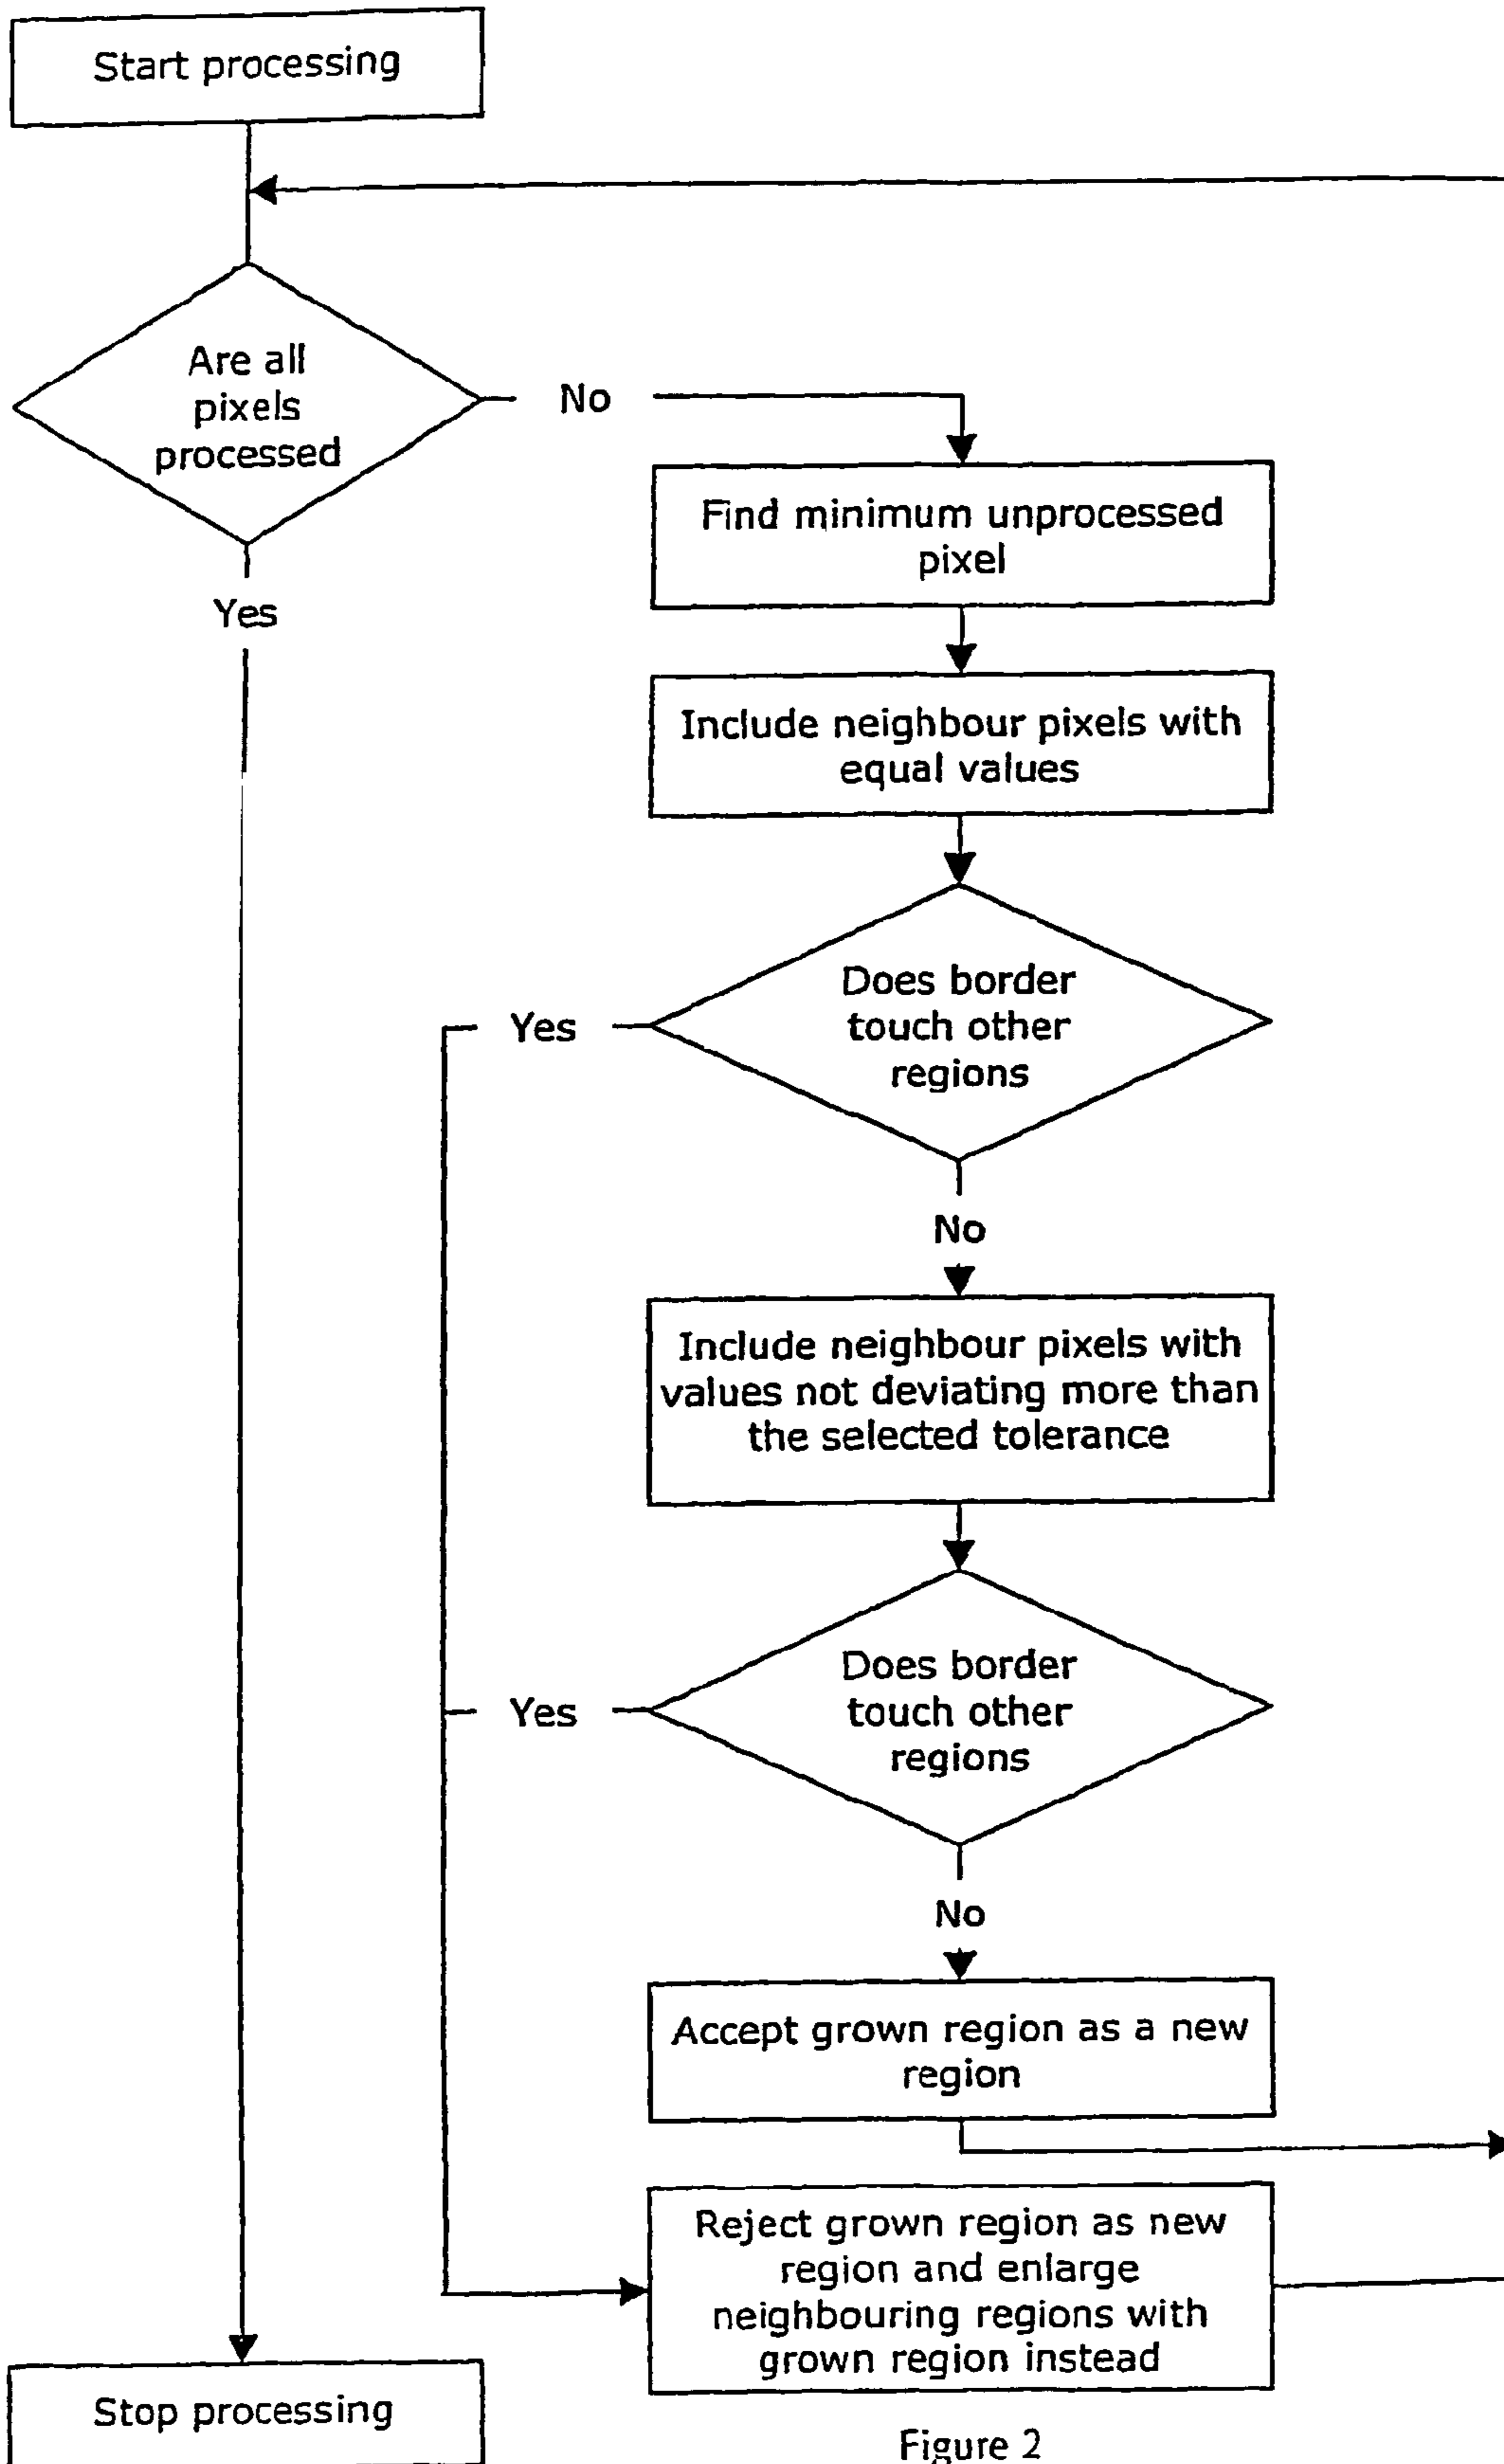 Start processing
Are all
pixels
processed
No
Find minimum unprocessed
pixel
Yes
Include neighbour pixels with
equal values
Does border
touch other
regions
Yes
No
Include neighbour pixels with
values not deviating more than
the selected tolerance
Does border
touch other
regions
Yes
No
Accept grown region as a new
region
Reject grown region as new
region and enlarge
neighbouring regions with
grown region instead
Stop processing
Figure 2